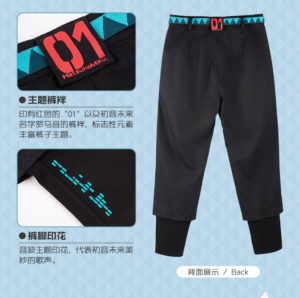 01
HatsuneMiku
● 主题裤袢
印有红色的“01”以及初音未来
名字罗马音的裤袢，标志性元素
丰富裤子主题。
● 裤脚印花
音波主题印花，代表初音未来美
妙的歌声。
01
背面展示 / Back